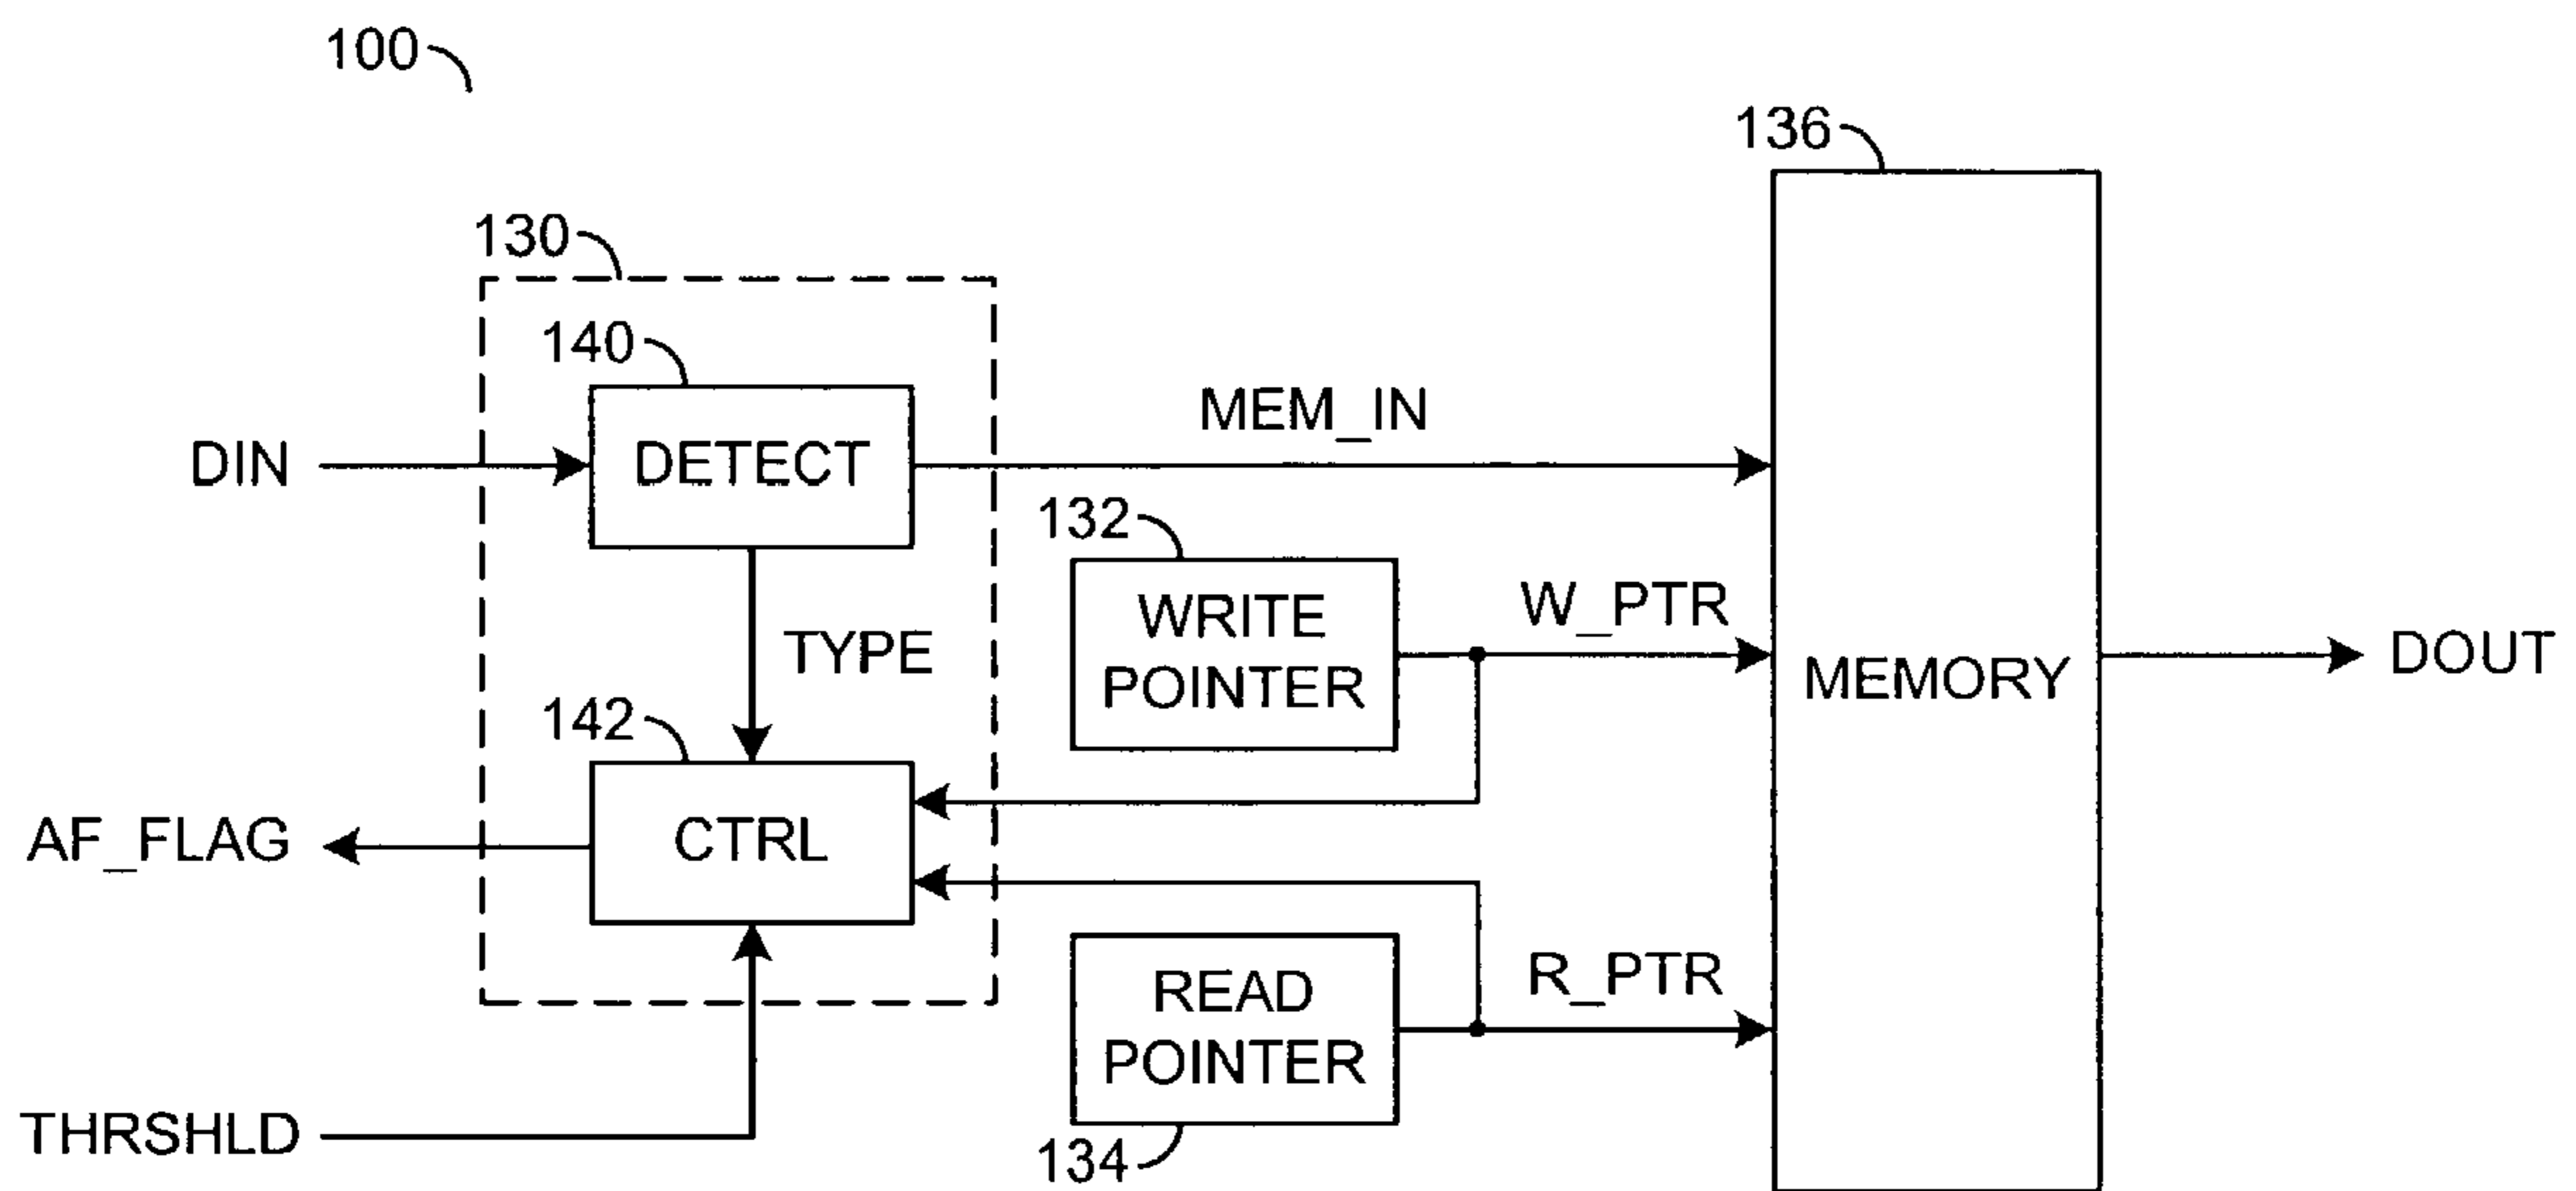 100
136
130
140
MEM_IN
DIN
DETECT
132
WRITE
POINTER
W_PTR
TYPE
MEMORY
DOUT
142
AF_FLAG
CTRL
READ
POINTER
R_PTR
THRSHLD
134